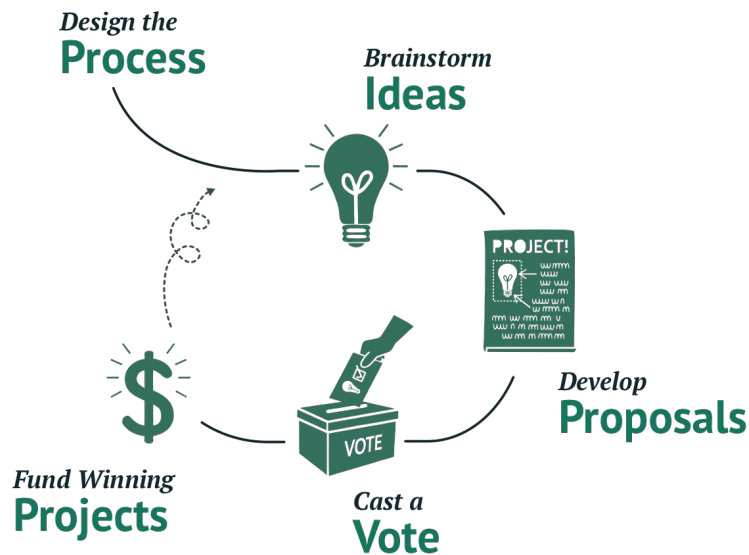 Design the
Process
Brainstorm
Ideas
PROJECT!
Develop
Proposals
VOTE
Cast a
Vote
Fund Winning
Projects